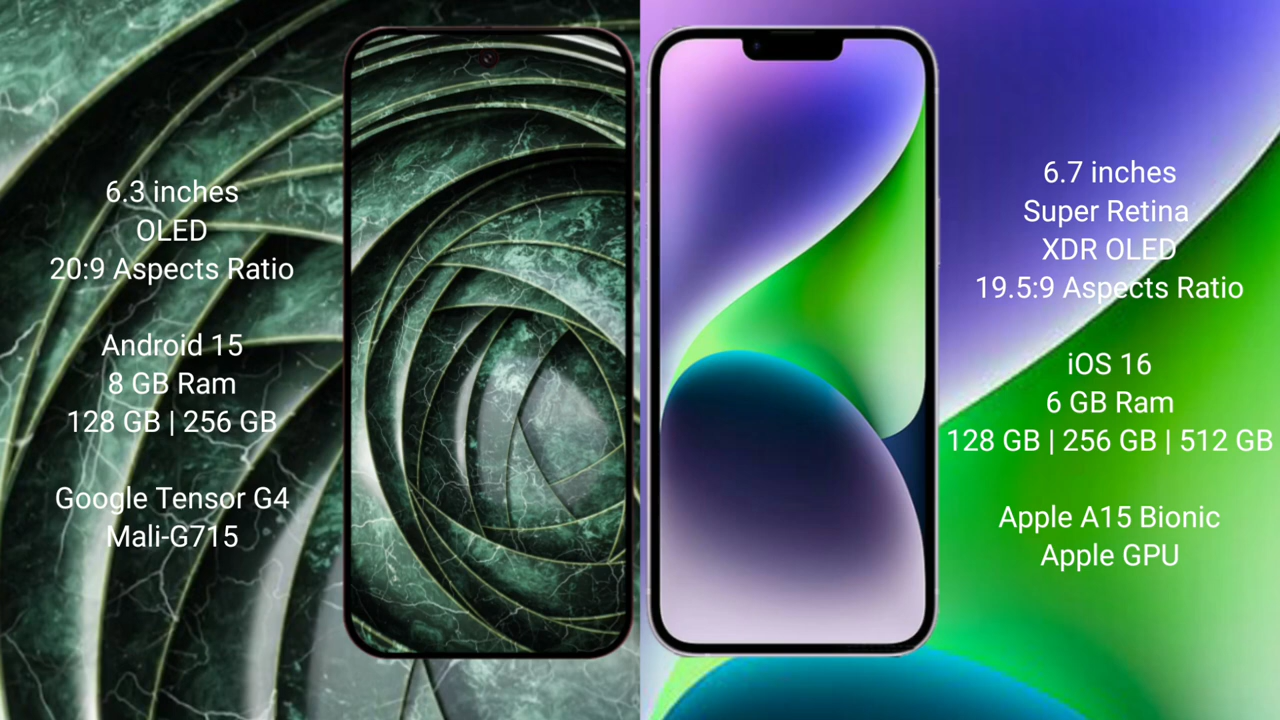 6.3 inches
OLED
20:9 Aspects Ratio
Android 15
8 GB Ram
128 GB | 256 GB
Google Tensor G4
Mali-G715
6.7 inches
Super Retina
XDR OLED
19.5:9 Aspects Ratio
iOS 16
6 GB Ram
128 GB | 256 GB | 512 GB
Apple A15 Bionic
Apple GPU